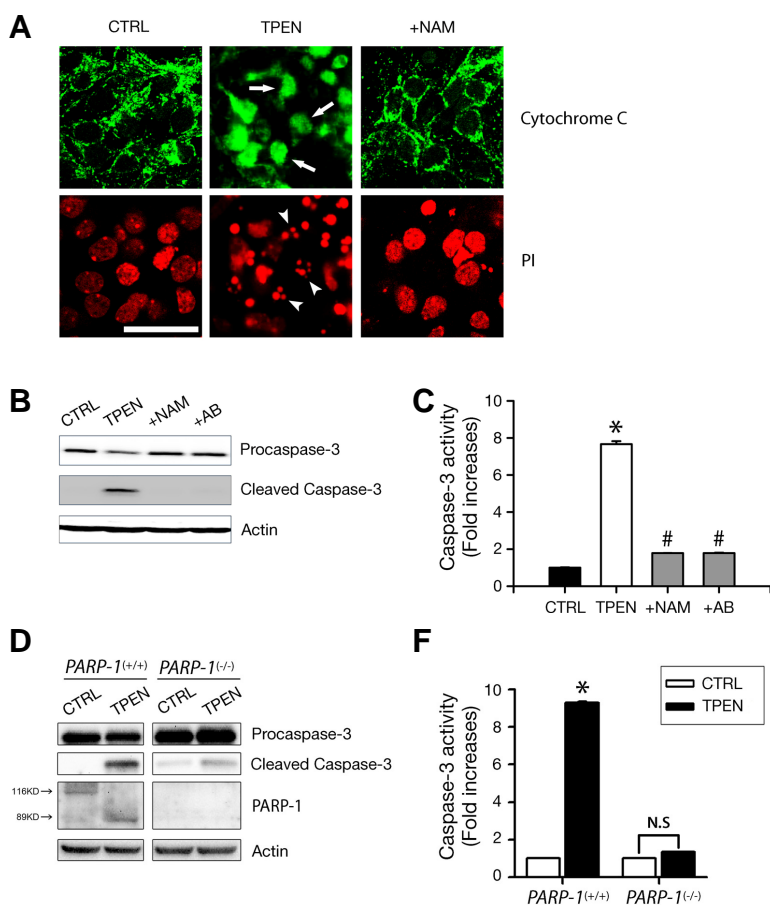 A
CTRL TPEN +NAM
Cytochrome C
PI
B
CTRL TPEN +NAM +AB
Procaspase-3
Cleaved Caspase-3
Actin
C
Caspase-3 activity
(Fold increases)
10
8
6
4
2
0
* # #
CTRL TPEN +NAM +AB
D
PARP-1(+/+) PARP-1(-/-)
CTRL TPEN CTRL TPEN
Procaspase-3
Cleaved Caspase-3
116KD→
PARP-1
89KD→
Actin
F
CTRL
TPEN
Caspase-3 activity
(Fold increases)
10
8
6
4
2
0
*
N.S
PARP-1(+/+) PARP-1(-/-)